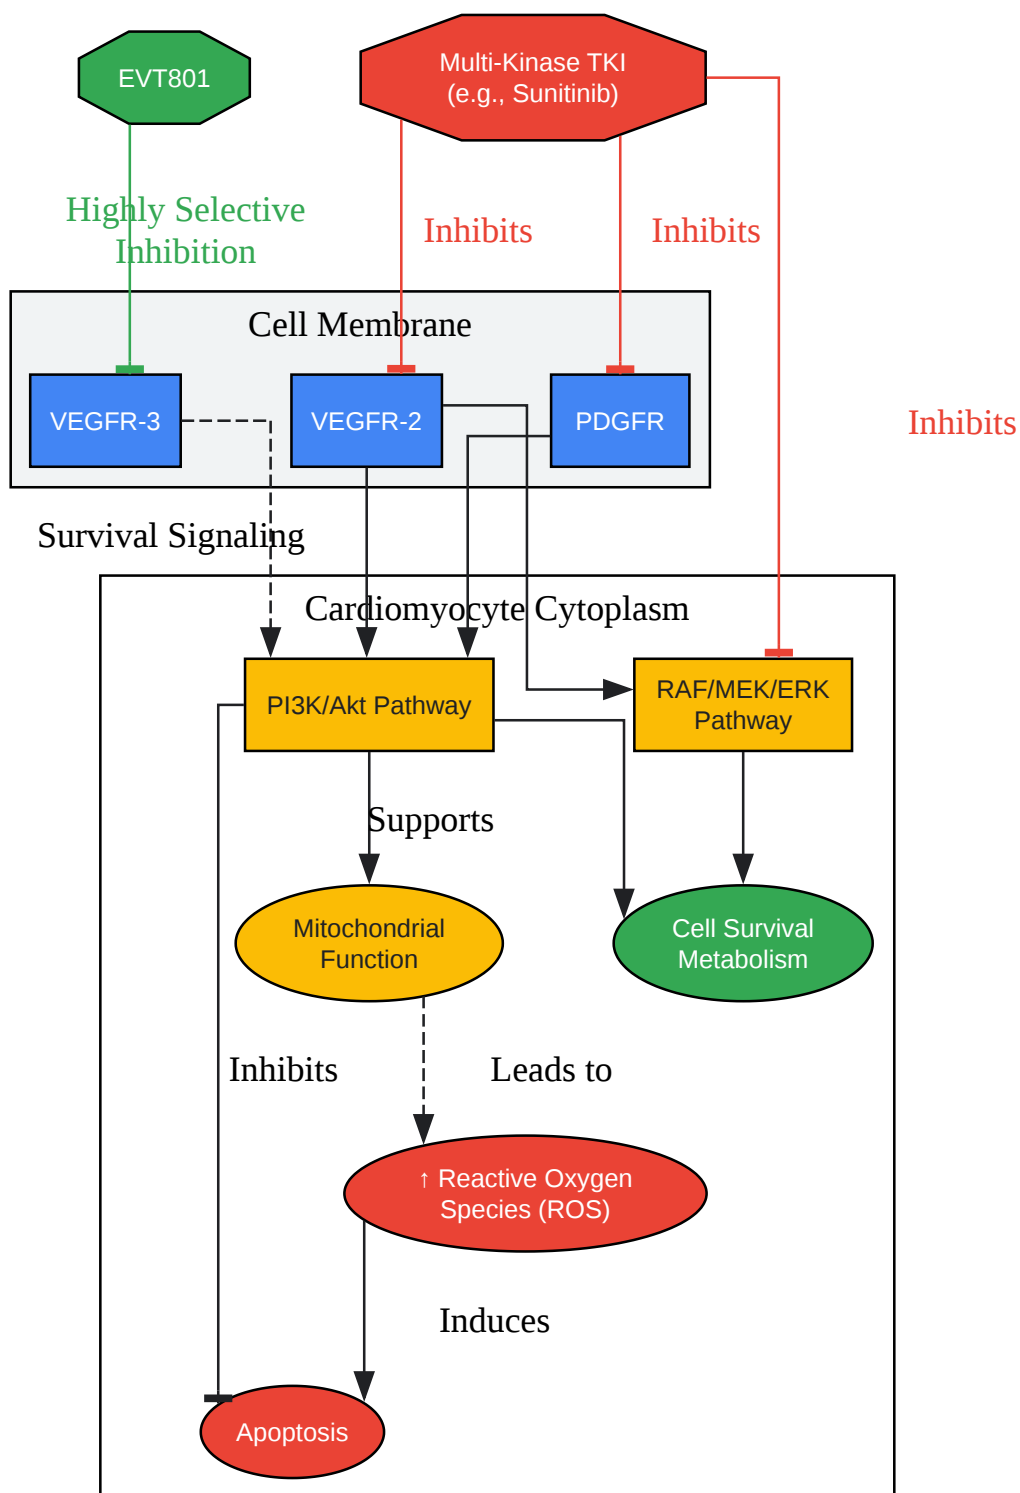 EVT801
Multi-Kinase TKI
(e.g., Sunitinib)
Highly Selective
Inhibition
Inhibits
Inhibits
Cell Membrane
VEGFR-3
VEGFR-2
PDGFR
Inhibits
Survival Signaling
Cardiomyocyte Cytoplasm
PI3K/Akt Pathway
RAF/MEK/ERK
Pathway
Supports
Mitochondrial
Function
Cell Survival
Metabolism
Inhibits
Leads to
↑ Reactive Oxygen
Species (ROS)
Induces
Apoptosis